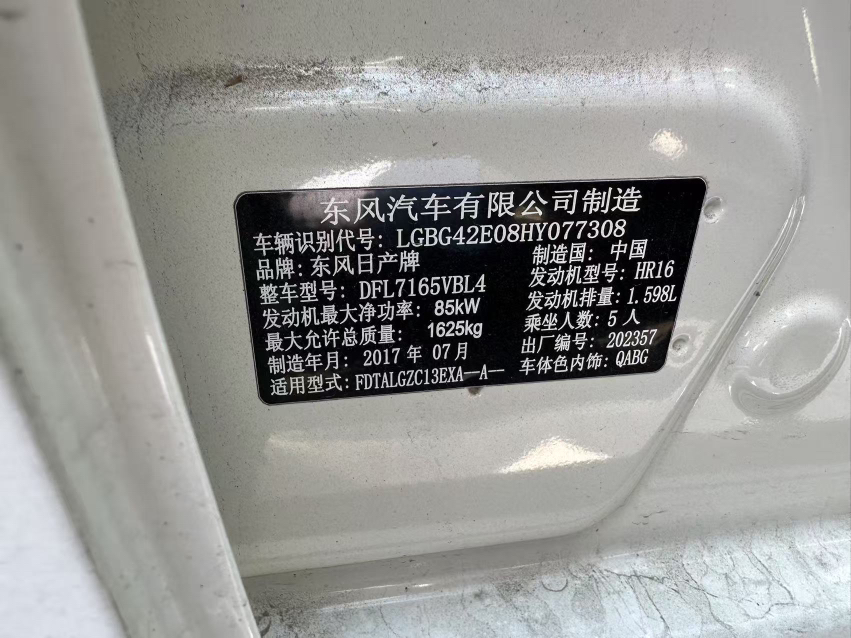 东风汽车有限公司制造
车辆识别代号: LGBG42E08HY077308
品牌: 东风日产牌 制造国: 中国
整车型号: DFL7165VBL4 发动机型号: HR16
发动机最大净功率: 85kW 发动机排量: 1.598L
最大允许总质量: 1625kg 乘坐人数: 5 人
制造年月: 2017 年 07 月 出厂编号: 202357
适用型式: FDTALGZC13EXA—A— 车体色内饰: QABG